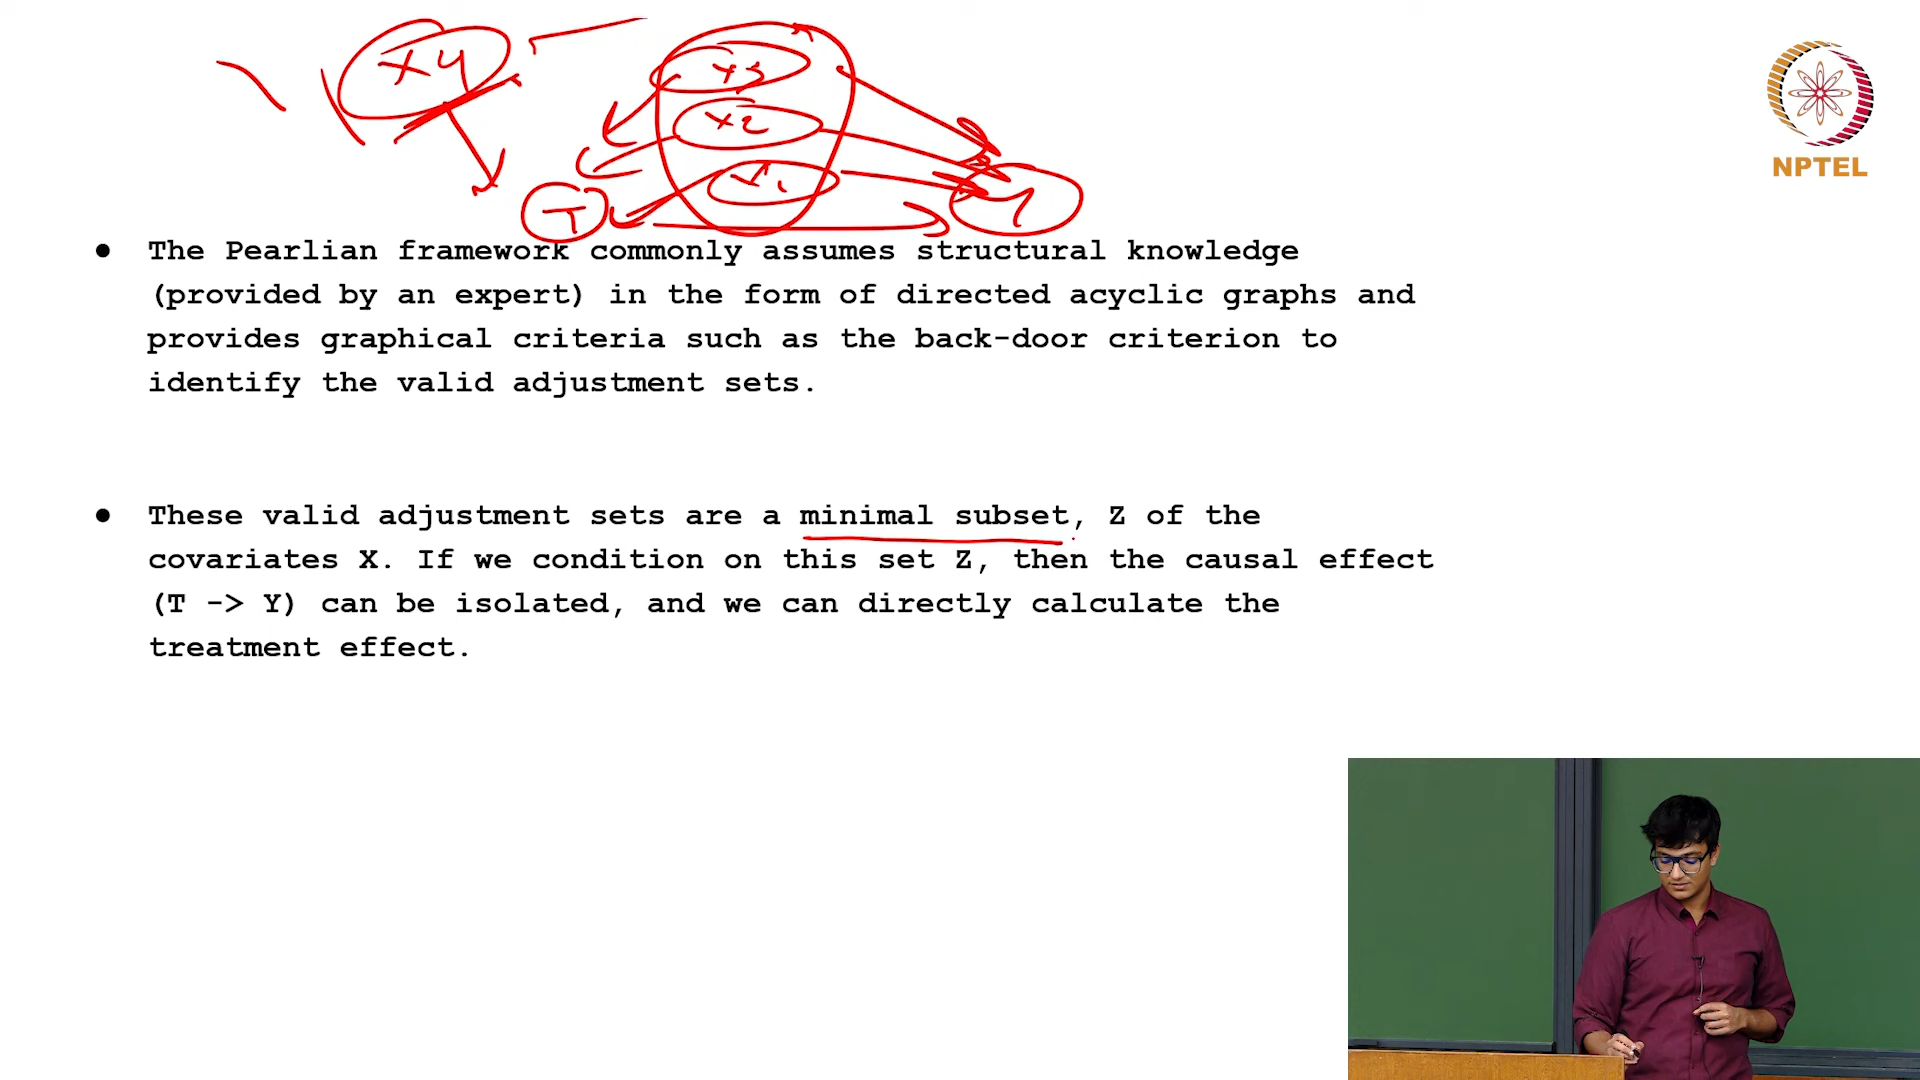 X4
X3
X2
X1
T
Y
NPTEL
● The Pearlian framework commonly assumes structural knowledge
(provided by an expert) in the form of directed acyclic graphs and
provides graphical criteria such as the back-door criterion to
identify the valid adjustment sets.
● These valid adjustment sets are a minimal subset, Z of the
covariates X. If we condition on this set Z, then the causal effect
(T -> Y) can be isolated, and we can directly calculate the
treatment effect.